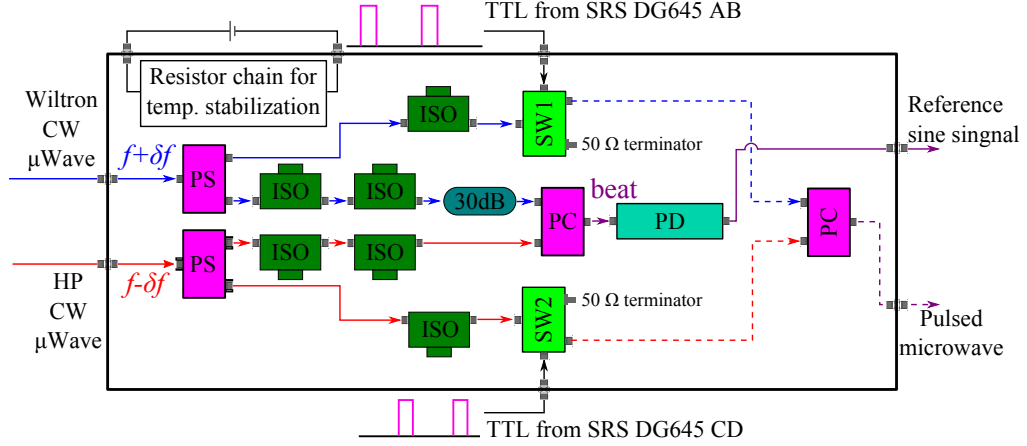 TTL from SRS DG645 AB
Resistor chain for
temp. stabilization
Wiltron
CW
µWave
f+δf
PS
ISO
SW1
50 Ω terminator
Reference
sine singnal
ISO
ISO
30dB
PC
beat
PD
PC
HP
CW
µWave
f-δf
PS
ISO
ISO
ISO
SW2
50 Ω terminator
Pulsed
microwave
TTL from SRS DG645 CD